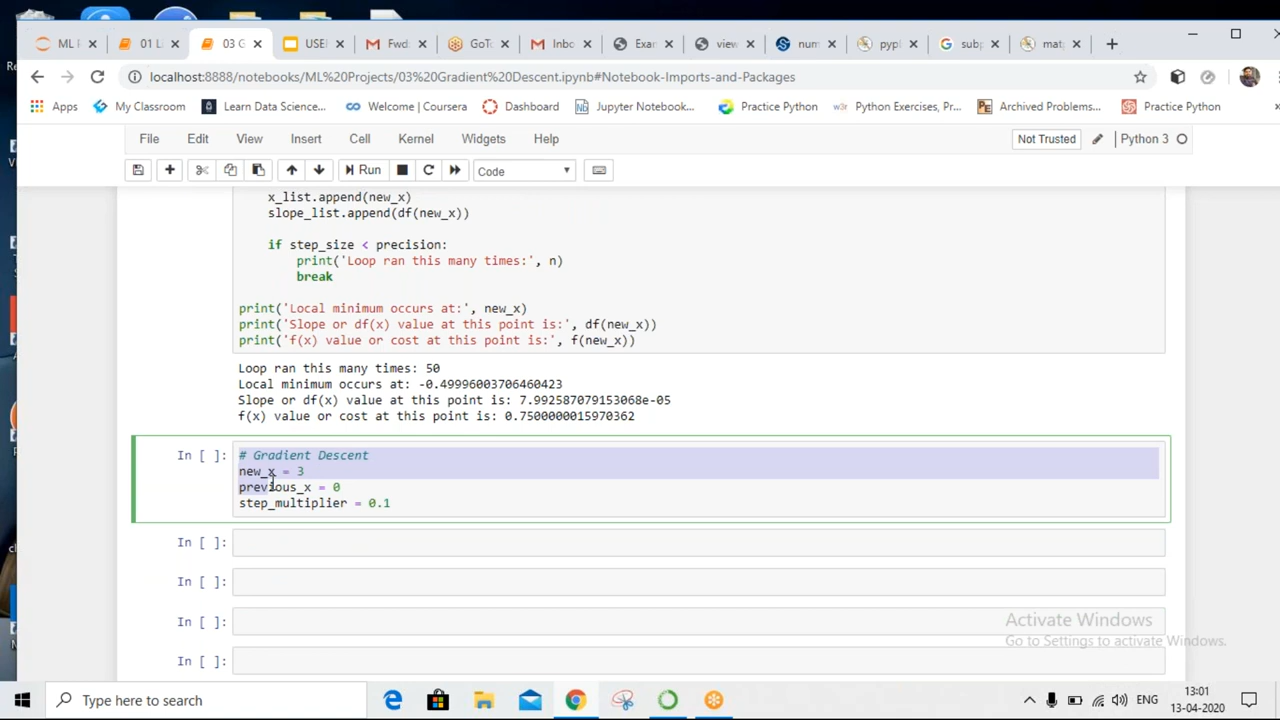 ML P
01 L
03 G
USE
Fwd:
GoT
Inbo
Exar
view
num
pypl
subp
mat
localhost:8888/notebooks/ML%20Projects/03%20Gradient%20Descent.ipynb#Notebook-Imports-and-Packages
Apps
My Classroom
Learn Data Science...
Welcome | Coursera
Dashboard
Jupyter Notebook...
Practice Python
Python Exercises, Pr...
Archived Problems...
Practice Python
File Edit View Insert Cell Kernel Widgets Help
Not Trusted
Python 3
Run
Code
x_list.append(new_x)
slope_list.append(df(new_x))
if step_size < precision:
print('Loop ran this many times:', n)
break
print('Local minimum occurs at:', new_x)
print('Slope or df(x) value at this point is:', df(new_x))
print('f(x) value or cost at this point is:', f(new_x))
Loop ran this many times: 50
Local minimum occurs at: -0.49996003706460423
Slope or df(x) value at this point is: 7.992587079153068e-05
f(x) value or cost at this point is: 0.7500000015970362
In [ ]:
# Gradient Descent
new_x = 3
previous_x = 0
step_multiplier = 0.1
In [ ]:
In [ ]:
In [ ]:
In [ ]:
Activate Windows
Go to Settings to activate Windows.
Type here to search
ENG
13:01
13-04-2020